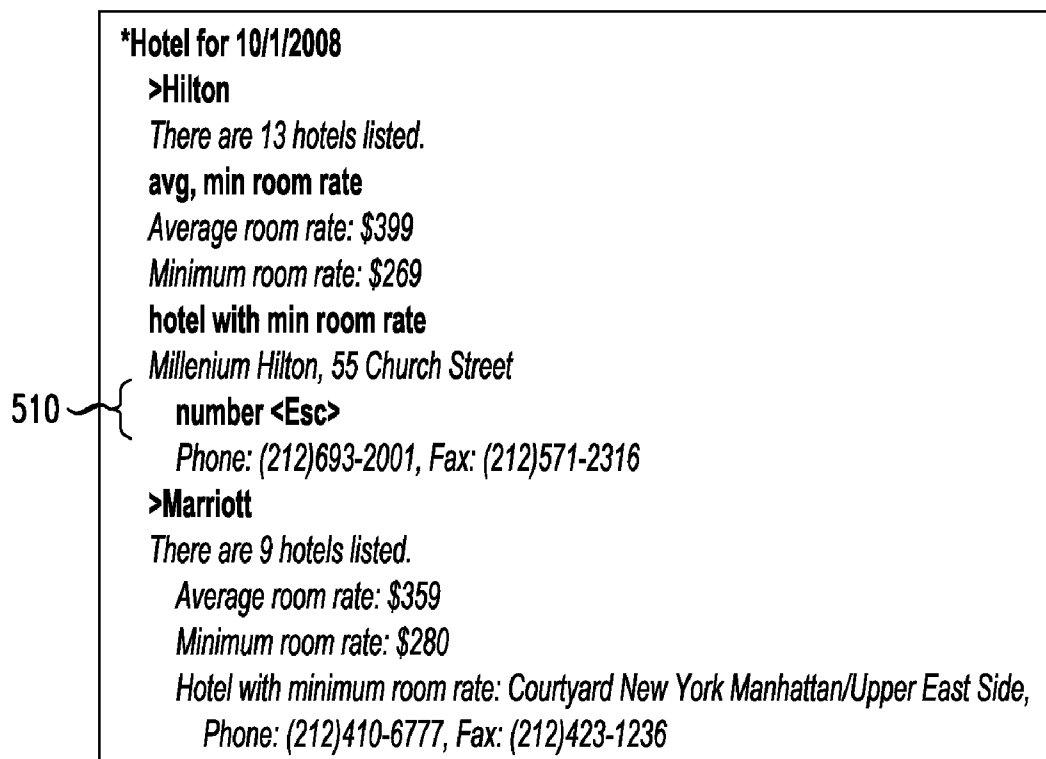 *Hotel for 10/1/2008
>Hilton
There are 13 hotels listed.
avg, min room rate
Average room rate: $399
Minimum room rate: $269
hotel with min room rate
Millenium Hilton, 55 Church Street
510
number <Esc>
Phone: (212)693-2001, Fax: (212)571-2316
>Marriott
There are 9 hotels listed.
Average room rate: $359
Minimum room rate: $280
Hotel with minimum room rate: Courtyard New York Manhattan/Upper East Side,
Phone: (212)410-6777, Fax: (212)423-1236